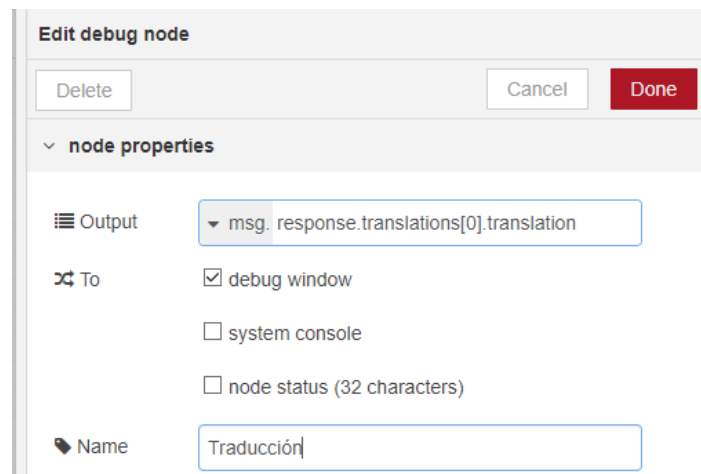 Edit debug node
Delete Cancel Done
node properties
Output msg. response.translations[0].translation
To debug window
system console
node status (32 characters)
Name Traducción